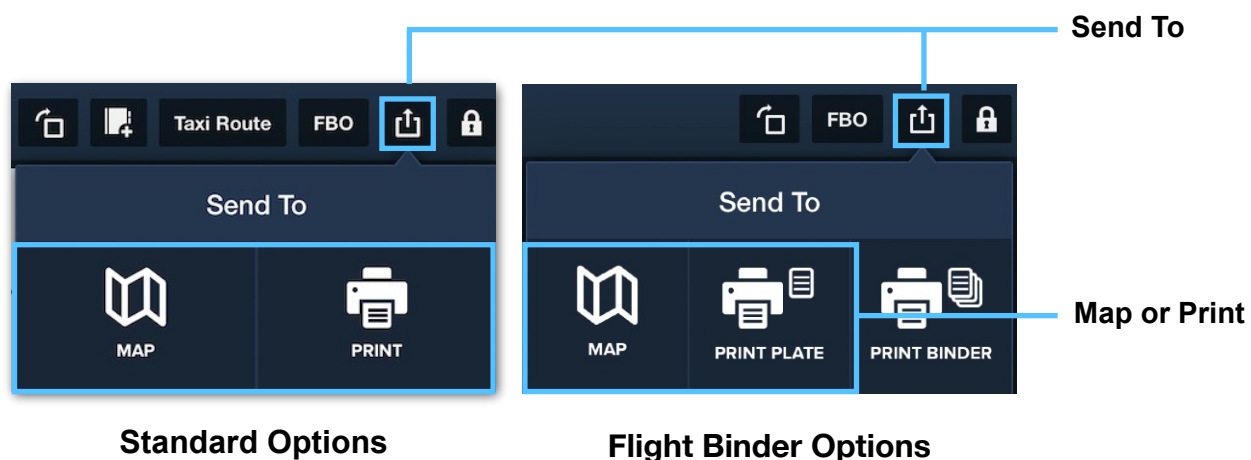 Send To
Taxi Route FBO
FBO
Send To
Send To
MAP PRINT
MAP PRINT PLATE PRINT BINDER
Map or Print
Standard Options
Flight Binder Options